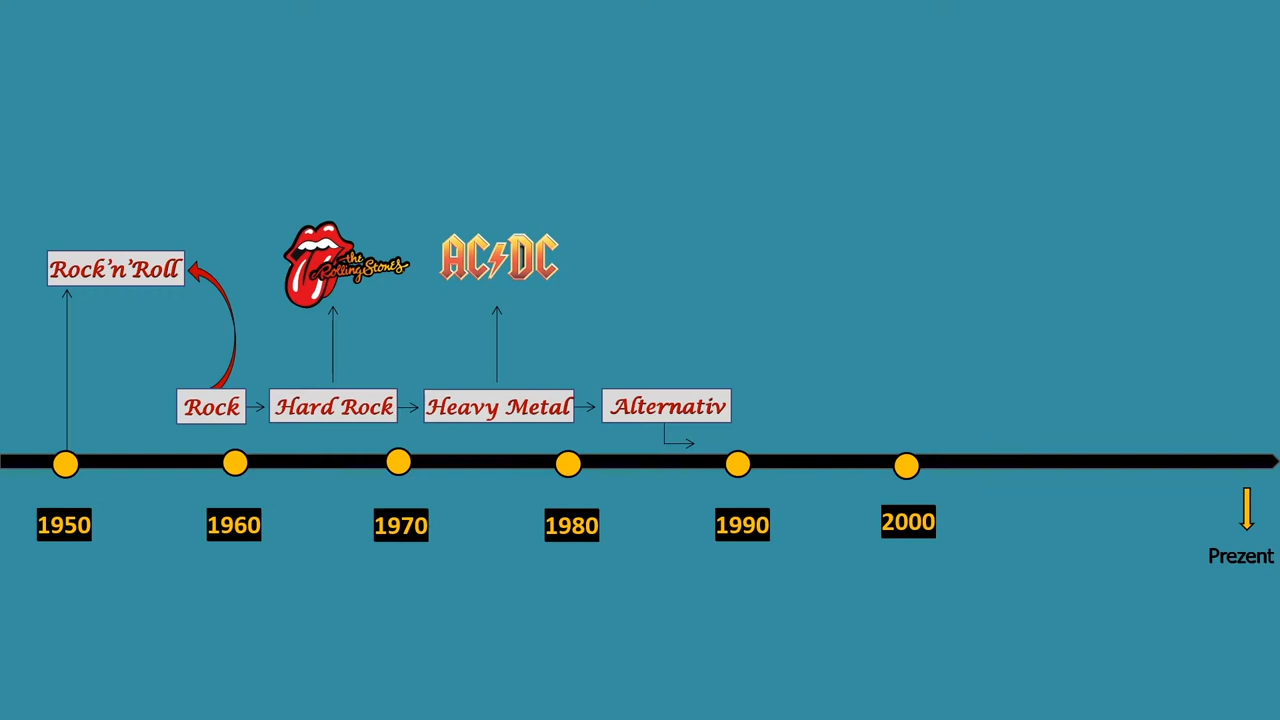 Rock'n'Roll
the
Rolling Stones
AC DC
Rock
Hard Rock
Heavy Metal
Alternativ
1950
1960
1970
1980
1990
2000
Prezent